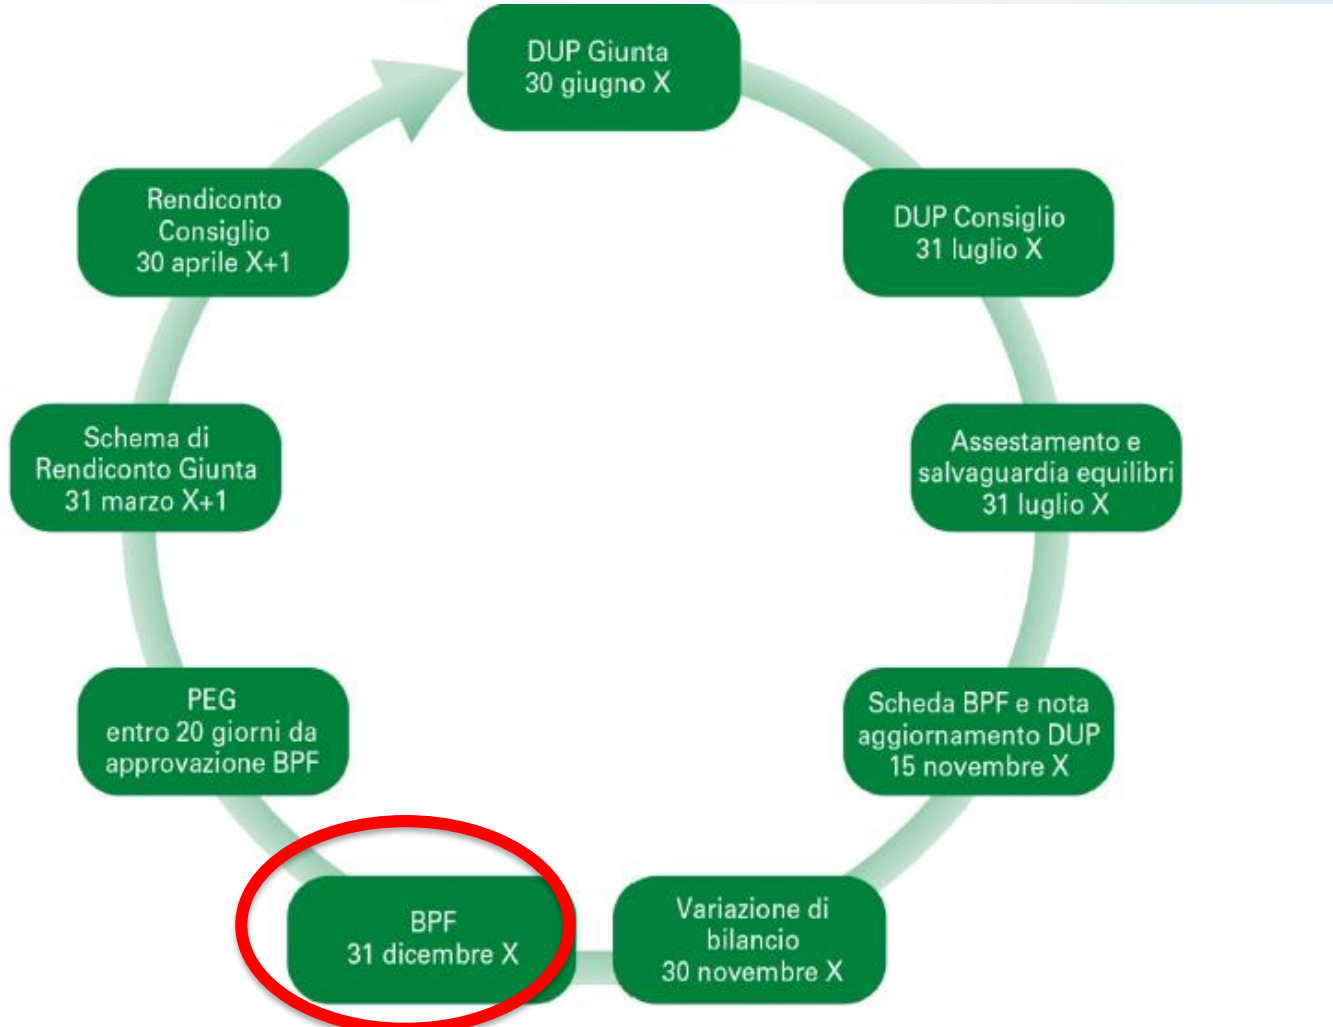 DUP Giunta
30 giugno X
DUP Consiglio
31 luglio X
Assestamento e
salvaguardia equilibri
31 luglio X
Scheda BPF e nota
aggiornamento DUP
15 novembre X
Variazione di
bilancio
30 novembre X
BPF
31 dicembre X
PEG
entro 20 giorni da
approvazione BPF
Schema di
Rendiconto Giunta
31 marzo X+1
Rendiconto
Consiglio
30 aprile X+1